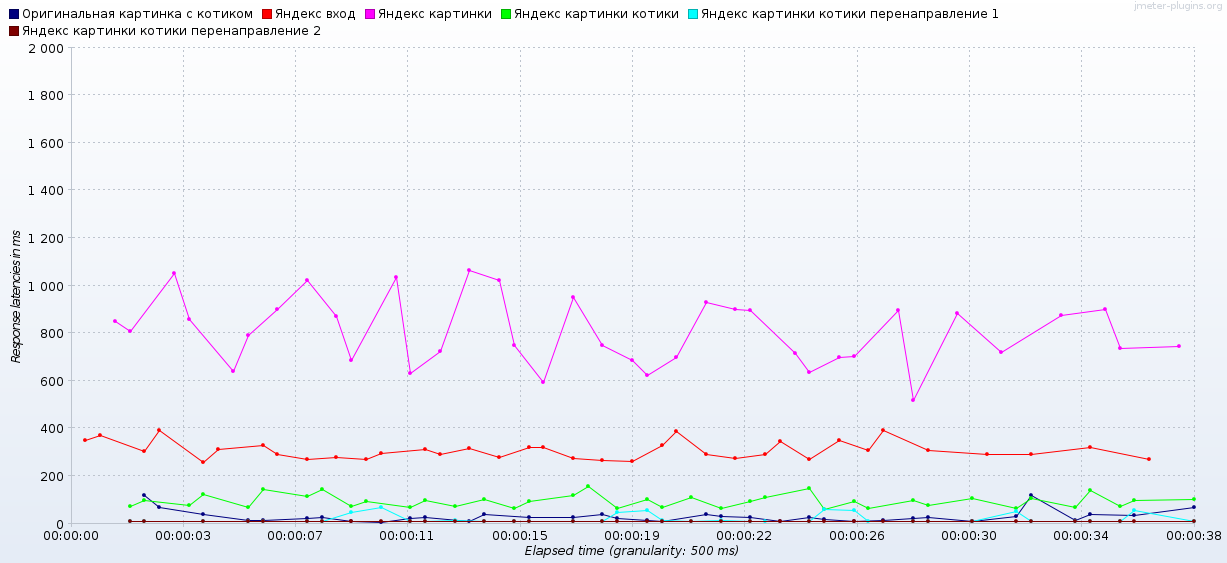 Оригинальная картинка с котиком Яндекс вход Яндекс картинки Яндекс картинки котики Яндекс картинки котики перенаправление 1
jmeter-plugins.org
Яндекс картинки котики перенаправление 2
2 000
1 800
1 600
1 400
1 200
1 000
800
600
400
200
0
Response latencies in ms
00:00:00 00:00:03 00:00:07 00:00:11 00:00:15 00:00:19 00:00:22 00:00:26 00:00:30 00:00:34 00:00:38
Elapsed time (granularity: 500 ms)